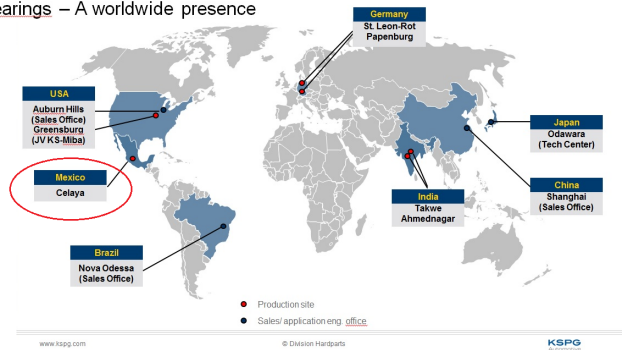 earings – A worldwide presence
Germany
St. Leon-Rot
Papenburg
USA
Auburn Hills
(Sales Office)
Greensburg
(JV KS-Miba)
Mexico
Celaya
Brazil
Nova Odessa
(Sales Office)
India
Takwe
Ahmednagar
Japan
Odawara
(Tech Center)
China
Shanghai
(Sales Office)
Production site
Sales/ application eng. office
www.kspg.com
© Division Hardparts
KSPG